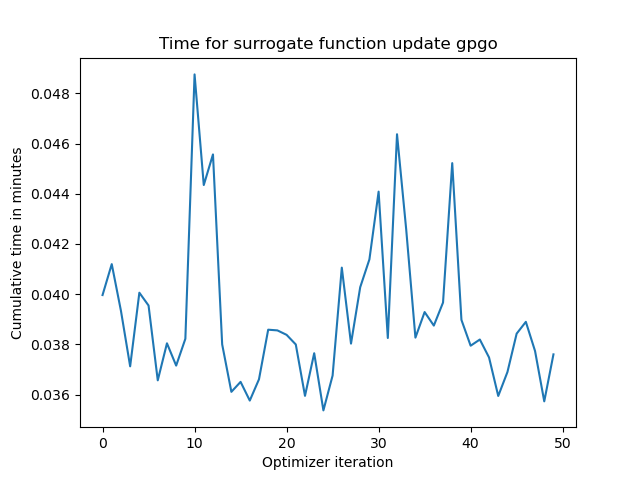 Time for surrogate function update gpgo
0.048
0.046
0.044
0.042
0.040
0.038
0.036
Cumulative time in minutes
0 10 20 30 40 50
Optimizer iteration